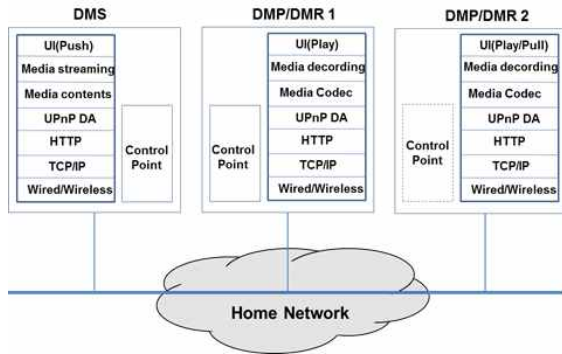 DMS
UI(Push)
Media streaming
Media contents
UPnP DA
HTTP
TCP/IP
Wired/Wireless
Control
Point
DMP/DMR 1
Control
Point
UI(Play)
Media decording
Media Codec
UPnP DA
HTTP
TCP/IP
Wired/Wireless
DMP/DMR 2
Control
Point
UI(Play/Pull)
Media decording
Media Codec
UPnP DA
HTTP
TCP/IP
Wired/Wireless
Home Network